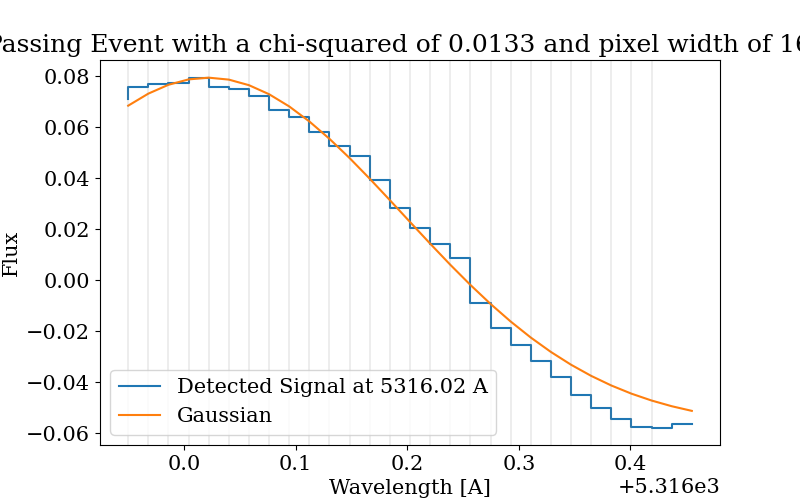 Passing Event with a chi-squared of 0.0133 and pixel width of 16
0.08
0.06
0.04
0.02
0.00
−0.02
−0.04
−0.06
Flux
Detected Signal at 5316.02 A
Gaussian
0.0 0.1 0.2 0.3 0.4
+5.316e3
Wavelength [A]